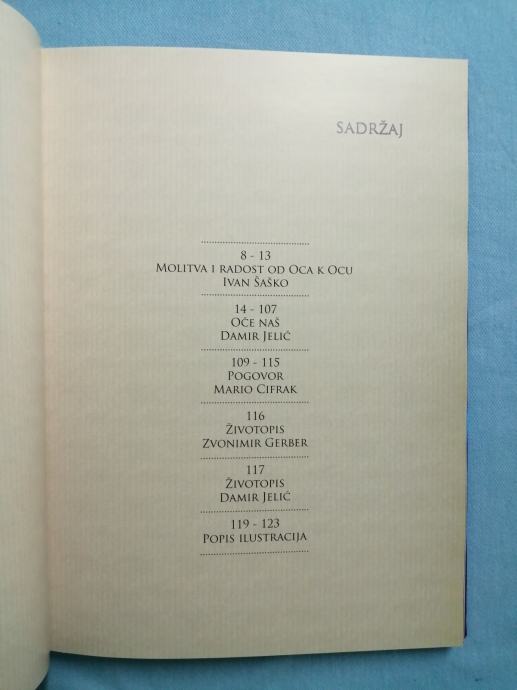 SADRŽAJ
8 - 13
MOLITVA I RADOST OD OCA K OCU
IVAN ŠAŠKO
14 - 107
OČE NAŠ
DAMIR JELIĆ
109 - 115
POGOVOR
MARIO CIFRAK
116
ŽIVOTOPIS
ZVONIMIR GERBER
117
ŽIVOTOPIS
DAMIR JELIĆ
119 - 123
POPIS ILUSTRACIJA